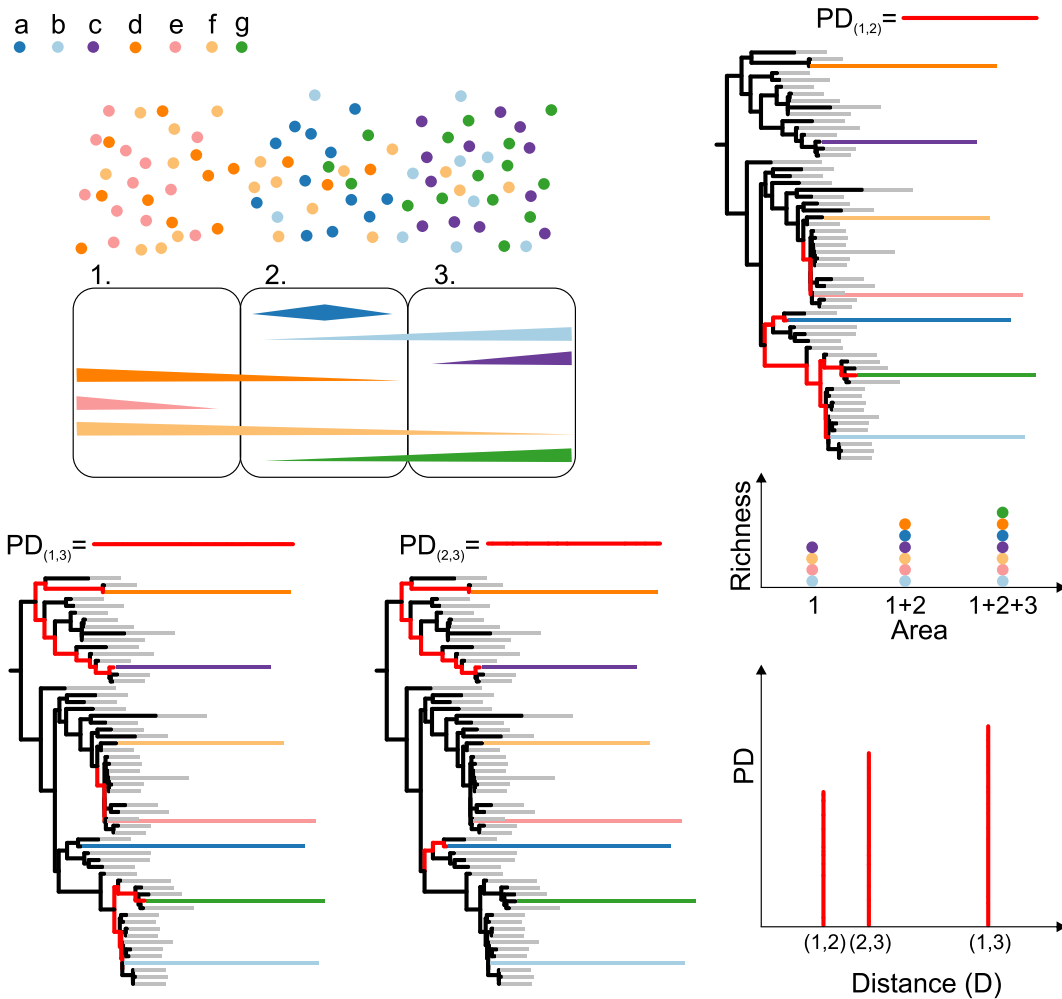 a b c d e f g
PD(1,2)=
1. 2. 3.
PD(1,3)=
PD(2,3)=
Richness
1 1+2 1+2+3
Area
PD
(1,2) (2,3) (1,3)
Distance (D)